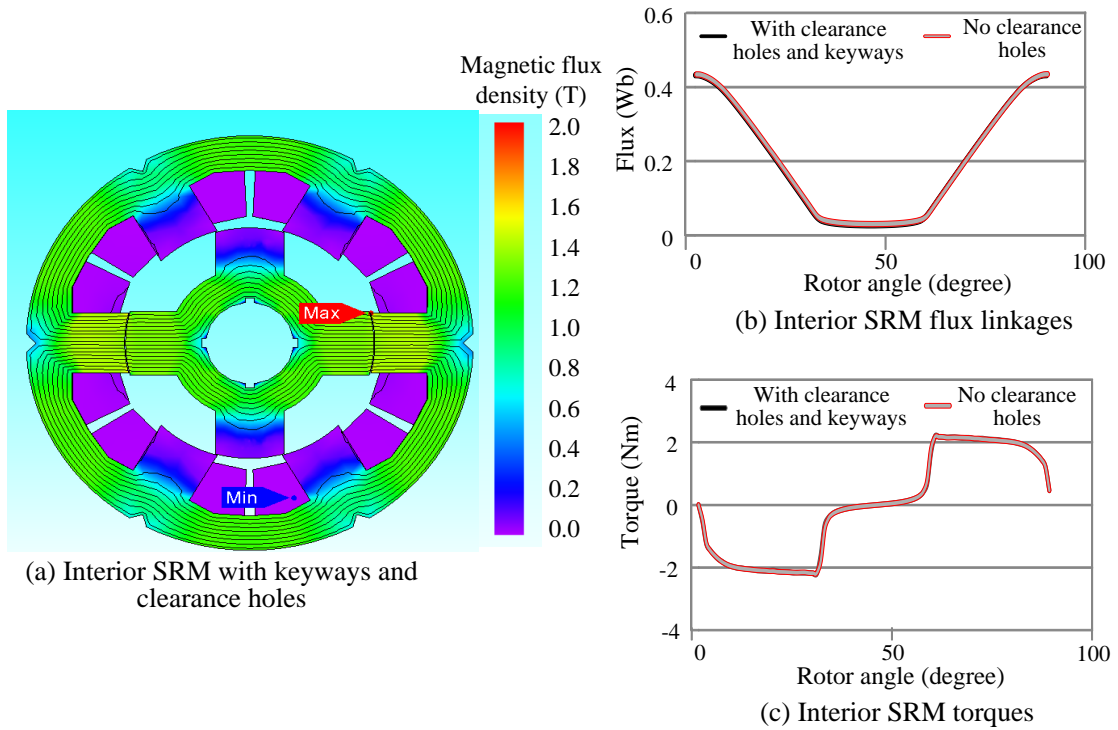 Magnetic flux
density (T)
2.0
1.8
1.6
1.4
1.2
1.0
0.8
0.6
0.4
0.2
0.0
Max
Min
(a) Interior SRM with keyways and
clearance holes
0.6
0.4
0.2
0
Flux (Wb)
With clearance
holes and keyways
No clearance
holes
0
50
100
Rotor angle (degree)
(b) Interior SRM flux linkages
4
2
0
-2
-4
Torque (Nm)
With clearance
holes and keyways
No clearance
holes
0
50
100
Rotor angle (degree)
(c) Interior SRM torques